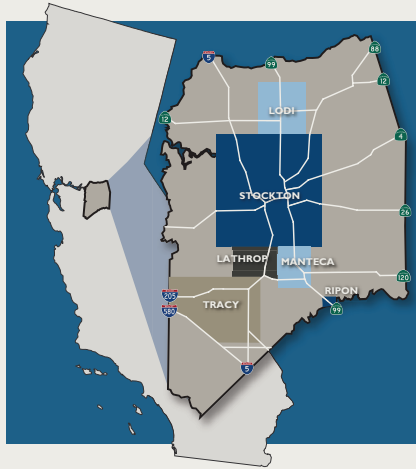 5
99
88
12
LODI
12
4
STOCKTON
26
LATHROP
MANTECA
120
205
TRACY
RIPON
580
99
5